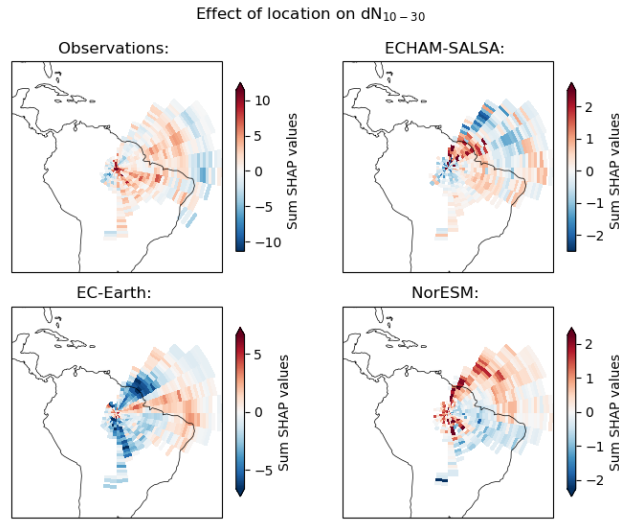 Effect of location on dN₁₀₋₃₀
Observations:
10
5
0
−5
−10
Sum SHAP values
ECHAM-SALSA:
2
1
0
−1
−2
Sum SHAP values
EC-Earth:
5
0
−5
Sum SHAP values
NorESM:
2
1
0
−1
−2
Sum SHAP values